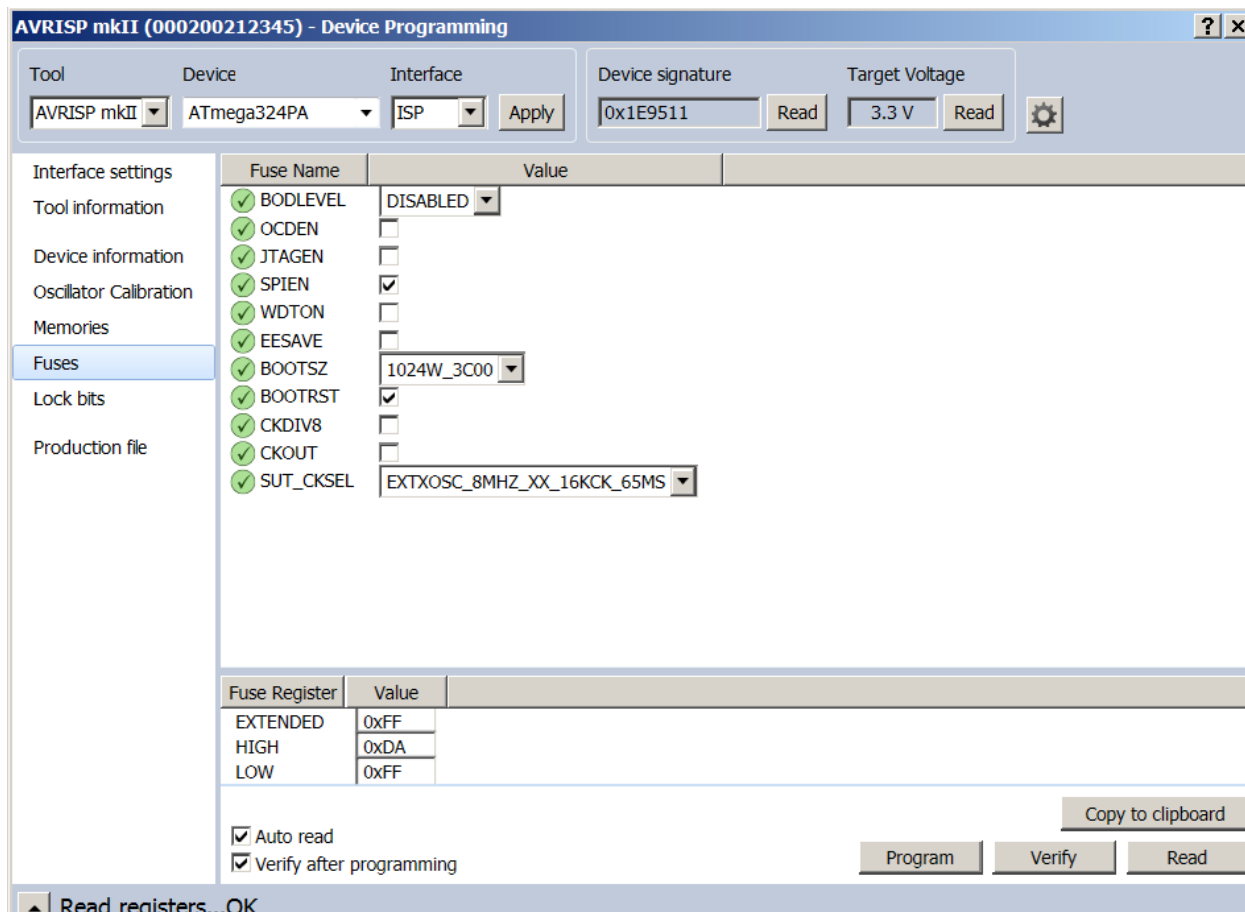 AVRISP mkII (000200212345) - Device Programming
Tool Device Interface Device signature Target Voltage
AVRISP mkII ATmega324PA ISP Apply 0x1E9511 Read 3.3 V Read
Interface settings
Tool information
Device information
Oscillator Calibration
Memories
Fuses
Lock bits
Production file
Fuse Name Value
BODLEVEL DISABLED
OCDEN
JTAGEN
SPIEN
WDTON
EESAVE
BOOTSZ 1024W_3C00
BOOTRST
CKDIV8
CKOUT
SUT_CKSEL EXTXOSC_8MHZ_XX_16KCK_65MS
Fuse Register Value
EXTENDED 0xFF
HIGH 0xDA
LOW 0xFF
Copy to clipboard
Auto read
Verify after programming
Program Verify Read
Read registers...OK